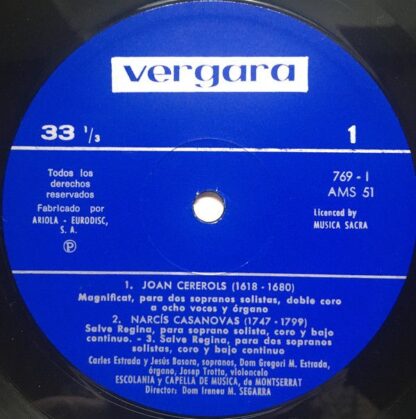 vergara
33 1/3
1
Todos los
derechos
reservados
Fabricado por
ARIOLA - EURODISC,
S. A.
P
769 - I
AMS 51
Licenced by
MUSICA SACRA
1. JOAN CEREROLS (1618 - 1680)
Magnificat, para dos sopranos solistas, doble coro
a ocho voces y órgano
2. NARCÍS CASANOVAS (1747 - 1799)
Salve Regina, para soprano solista, coro y bajo
continuo. - 3. Salve Regina, para dos sopranos
solistas, coro y bajo continuo
Carles Estrada y Jesús Basora, sopranos, Dom Gregori M. Estrada,
órgano, Josep Trotta, violoncelo
ESCOLANIA y CAPELLA DE MUSICA, de MONTSERRAT
Director: Dom Ireneu M. SEGARRA